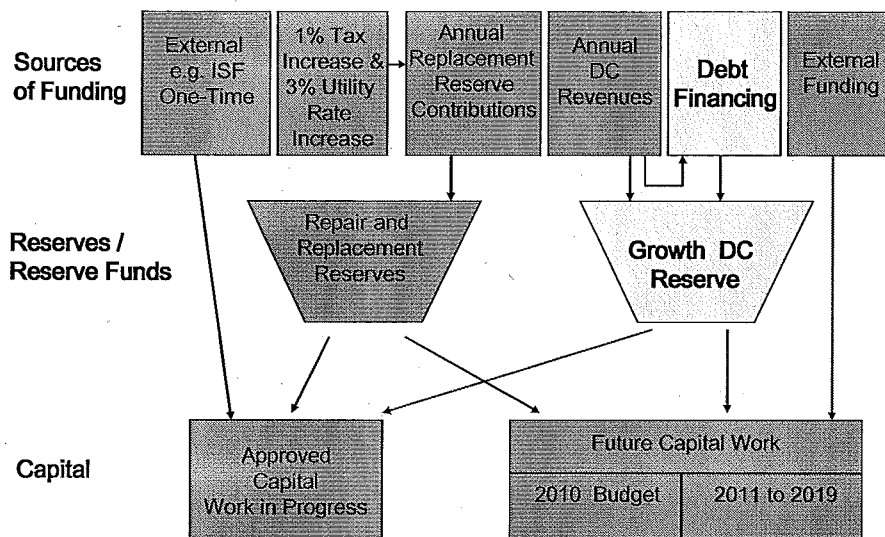 Sources
of Funding
External
e.g. ISF
One-Time
1% Tax
Increase &
3% Utility
Rate
Increase
Annual
Replacement
Reserve
Contributions
Annual
DC
Revenues
Debt
Financing
External
Funding
Reserves /
Reserve Funds
Repair and
Replacement
Reserves
Growth DC
Reserve
Capital
Approved
Capital
Work in Progress
Future Capital Work
2010 Budget
2011 to 2019